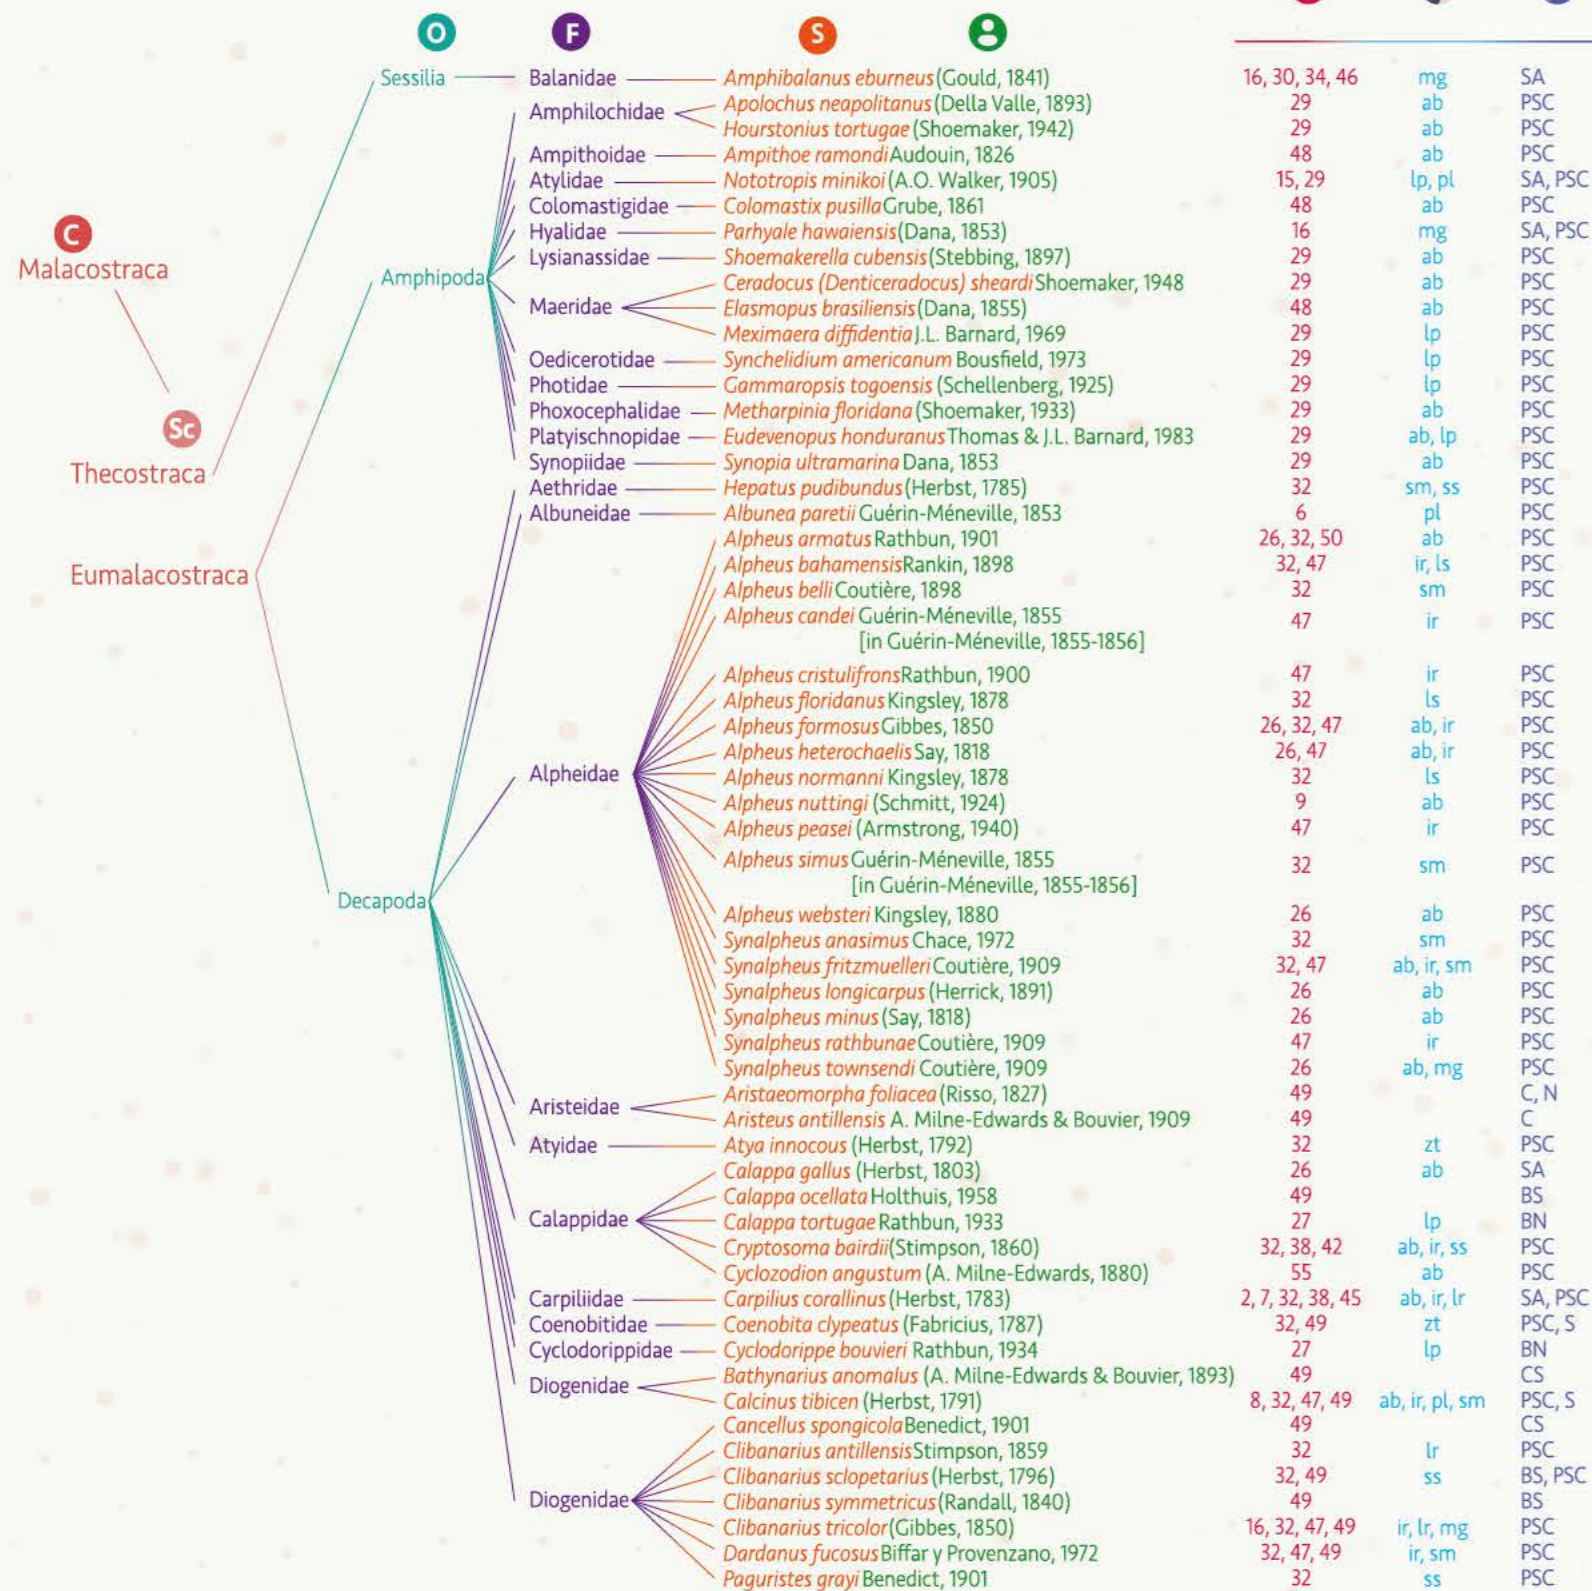 O F S
Sessilia Balanidae Amphibalanus eburneus (Gould, 1841) 16, 30, 34, 46 mg SA
Amphilochidae Apolochus neapolitanus (Della Valle, 1893) 29 ab PSC
Hourstonius tortugae (Shoemaker, 1942) 29 ab PSC
Ampithoidae Ampithoe ramondi Audouin, 1826 48 ab PSC
Atylidae Nototropis minikoi (A.O. Walker, 1905) 15, 29 lp, pl SA, PSC
Colomastigidae Colomastix pusilla Grube, 1861 48 ab PSC
C
Hyalidae Parhyale hawaiensis (Dana, 1853) 16 mg SA, PSC
Malacostraca
Lysianassidae Shoemakerella cubensis (Stebbing, 1897) 29 ab PSC
Amphipoda
Ceradocus (Denticeradocus) sheardi Shoemaker, 1948 29 ab PSC
Maeridae Elasmopus brasiliensis (Dana, 1855) 48 ab PSC
Meximaera diffidentia J.L. Barnard, 1969 29 lp PSC
Oedicerotidae Synchelidium americanum Bousfield, 1973 29 lp PSC
Photidae Gammaropsis togoensis (Schellenberg, 1925) 29 lp PSC
Phoxocephalidae Metharpinia floridana (Shoemaker, 1933) 29 ab PSC
Sc
Platyischnopidae Eudevenopus honduranus Thomas & J.L. Barnard, 1983 29 ab, lp PSC
Synopiidae Synopia ultramarina Dana, 1853 29 ab PSC
Thecostraca
Aethridae Hepatus pudibundus (Herbst, 1785) 32 sm, ss PSC
Albuneidae Albunea paretii Guérin-Méneville, 1853 6 pl PSC
Alpheus armatus Rathbun, 1901 26, 32, 50 ab PSC
Alpheus bahamensis Rankin, 1898 32, 47 ir, ls PSC
Eumalacostraca
Alpheus belli Coutière, 1898 32 sm PSC
Alpheus candei Guérin-Méneville, 1855 47 ir PSC
[in Guérin-Méneville, 1855-1856]
Alpheus cristulifrons Rathbun, 1900 47 ir PSC
Alpheus floridanus Kingsley, 1878 32 ls PSC
Alpheus formosus Gibbes, 1850 26, 32, 47 ab, ir PSC
Alpheus heterochaelis Say, 1818 26, 47 ab, ir PSC
Alpheidae Alpheus normanni Kingsley, 1878 32 ls PSC
Alpheus nuttingi (Schmitt, 1924) 9 ab PSC
Alpheus peasei (Armstrong, 1940) 47 ir PSC
Alpheus simus Guérin-Méneville, 1855 32 sm PSC
[in Guérin-Méneville, 1855-1856]
Decapoda
Alpheus websteri Kingsley, 1880 26 ab PSC
Synalpheus anasimus Chace, 1972 32 sm PSC
Synalpheus fritzmuelleri Coutière, 1909 32, 47 ab, ir, sm PSC
Synalpheus longicarpus (Herrick, 1891) 26 ab PSC
Synalpheus minus (Say, 1818) 26 ab PSC
Synalpheus rathbunae Coutière, 1909 47 ir PSC
Synalpheus townsendi Coutière, 1909 26 ab, mg PSC
Aristeidae Aristaeomorpha foliacea (Risso, 1827) 49 C, N
Aristeus antillensis A. Milne-Edwards & Bouvier, 1909 49 C
Atyidae Atya innocous (Herbst, 1792) 32 zt PSC
Calappa gallus (Herbst, 1803) 26 ab SA
Calappa ocellata Holthuis, 1958 49 BS
Calappidae Calappa tortugae Rathbun, 1933 27 lp BN
Cryptosoma bairdii (Stimpson, 1860) 32, 38, 42 ab, ir, ss PSC
Cyclozodion angustum (A. Milne-Edwards, 1880) 55 ab PSC
Carpiliidae Carpilius corallinus (Herbst, 1783) 2, 7, 32, 38, 45 ab, ir, lr SA, PSC
Coenobitidae Coenobita clypeatus (Fabricius, 1787) 32, 49 zt PSC, S
Cyclodorippidae Cyclodorippe bouvieri Rathbun, 1934 27 lp BN
Diogenidae Bathynarius anomalus (A. Milne-Edwards & Bouvier, 1893) 49 CS
Calcinus tibicen (Herbst, 1791) 8, 32, 47, 49 ab, ir, pl, sm PSC, S
Cancellus spongicola Benedict, 1901 49 CS
Clibanarius antillensis Stimpson, 1859 32 lr PSC
Clibanarius sclopetarius (Herbst, 1796) 32, 49 ss BS, PSC
Diogenidae Clibanarius symmetricus (Randall, 1840) 49 BS
Clibanarius tricolor (Gibbes, 1850) 16, 32, 47, 49 ir, lr, mg PSC
Dardanus fucosus Biffar y Provenzano, 1972 32, 47, 49 ir, sm PSC
Paguristes grayi Benedict, 1901 32 ss PSC